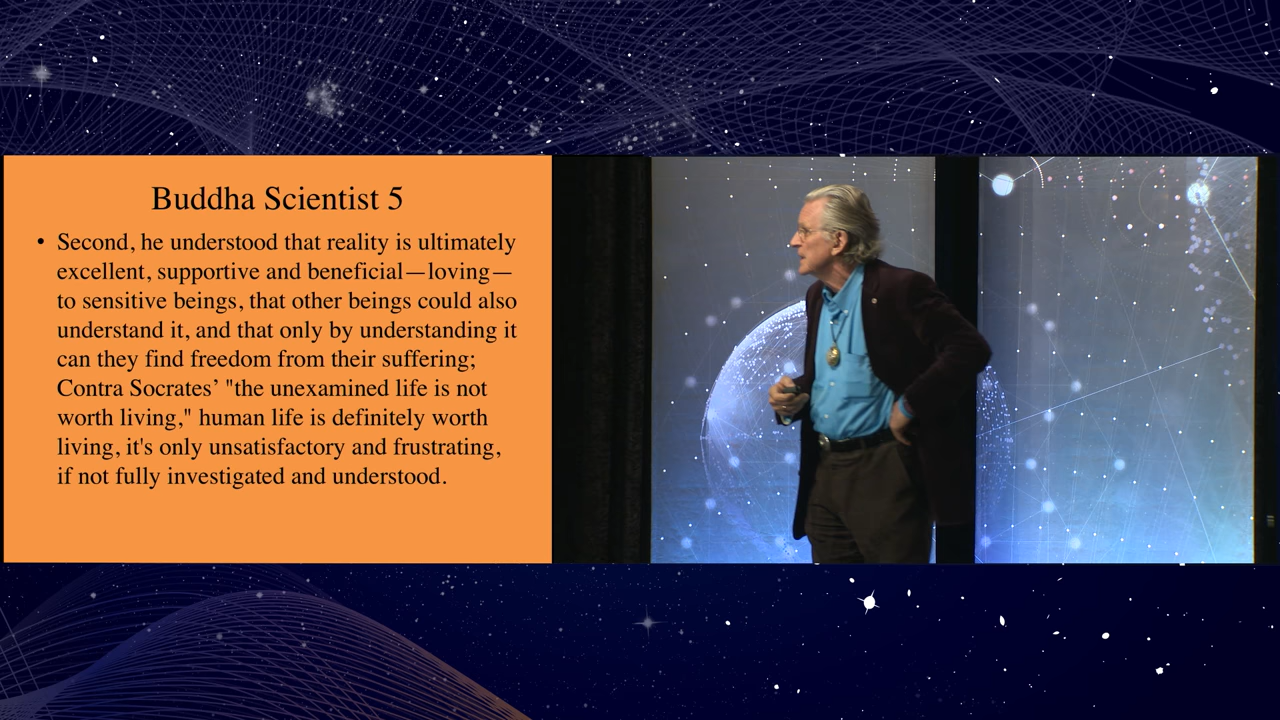 Buddha Scientist 5
• Second, he understood that reality is ultimately
excellent, supportive and beneficial—loving—
to sensitive beings, that other beings could also
understand it, and that only by understanding it
can they find freedom from their suffering;
Contra Socrates’ "the unexamined life is not
worth living," human life is definitely worth
living, it's only unsatisfactory and frustrating,
if not fully investigated and understood.